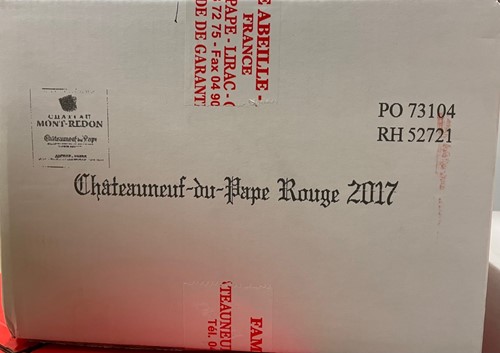 E ABEILLE -
FRANCE
PAPE - LIRAC -
72 75 - Fax 04 90
DE DE GARANT
CHATEAU
MONT-REDON
Châteauneuf-du-Pape
PO 73104
RH 52721
Châteauneuf-du-Pape Rouge 2017
FAM
TEAUNEU
Tél. 04